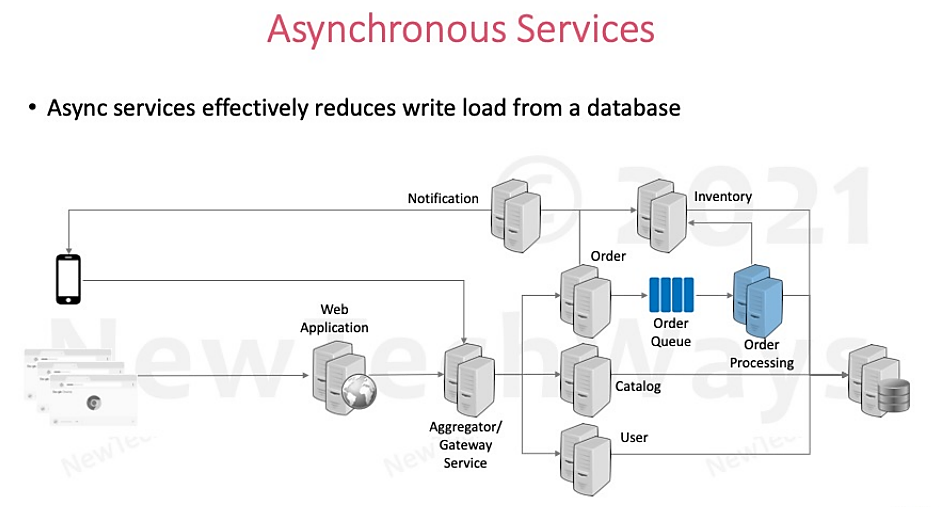 Asynchronous Services
• Async services effectively reduces write load from a database
© 2021
Notification
Inventory
Order
Web
Application
Order
Queue
Order
Processing
Catalog
Aggregator/
Gateway
Service
User
NewTechWays